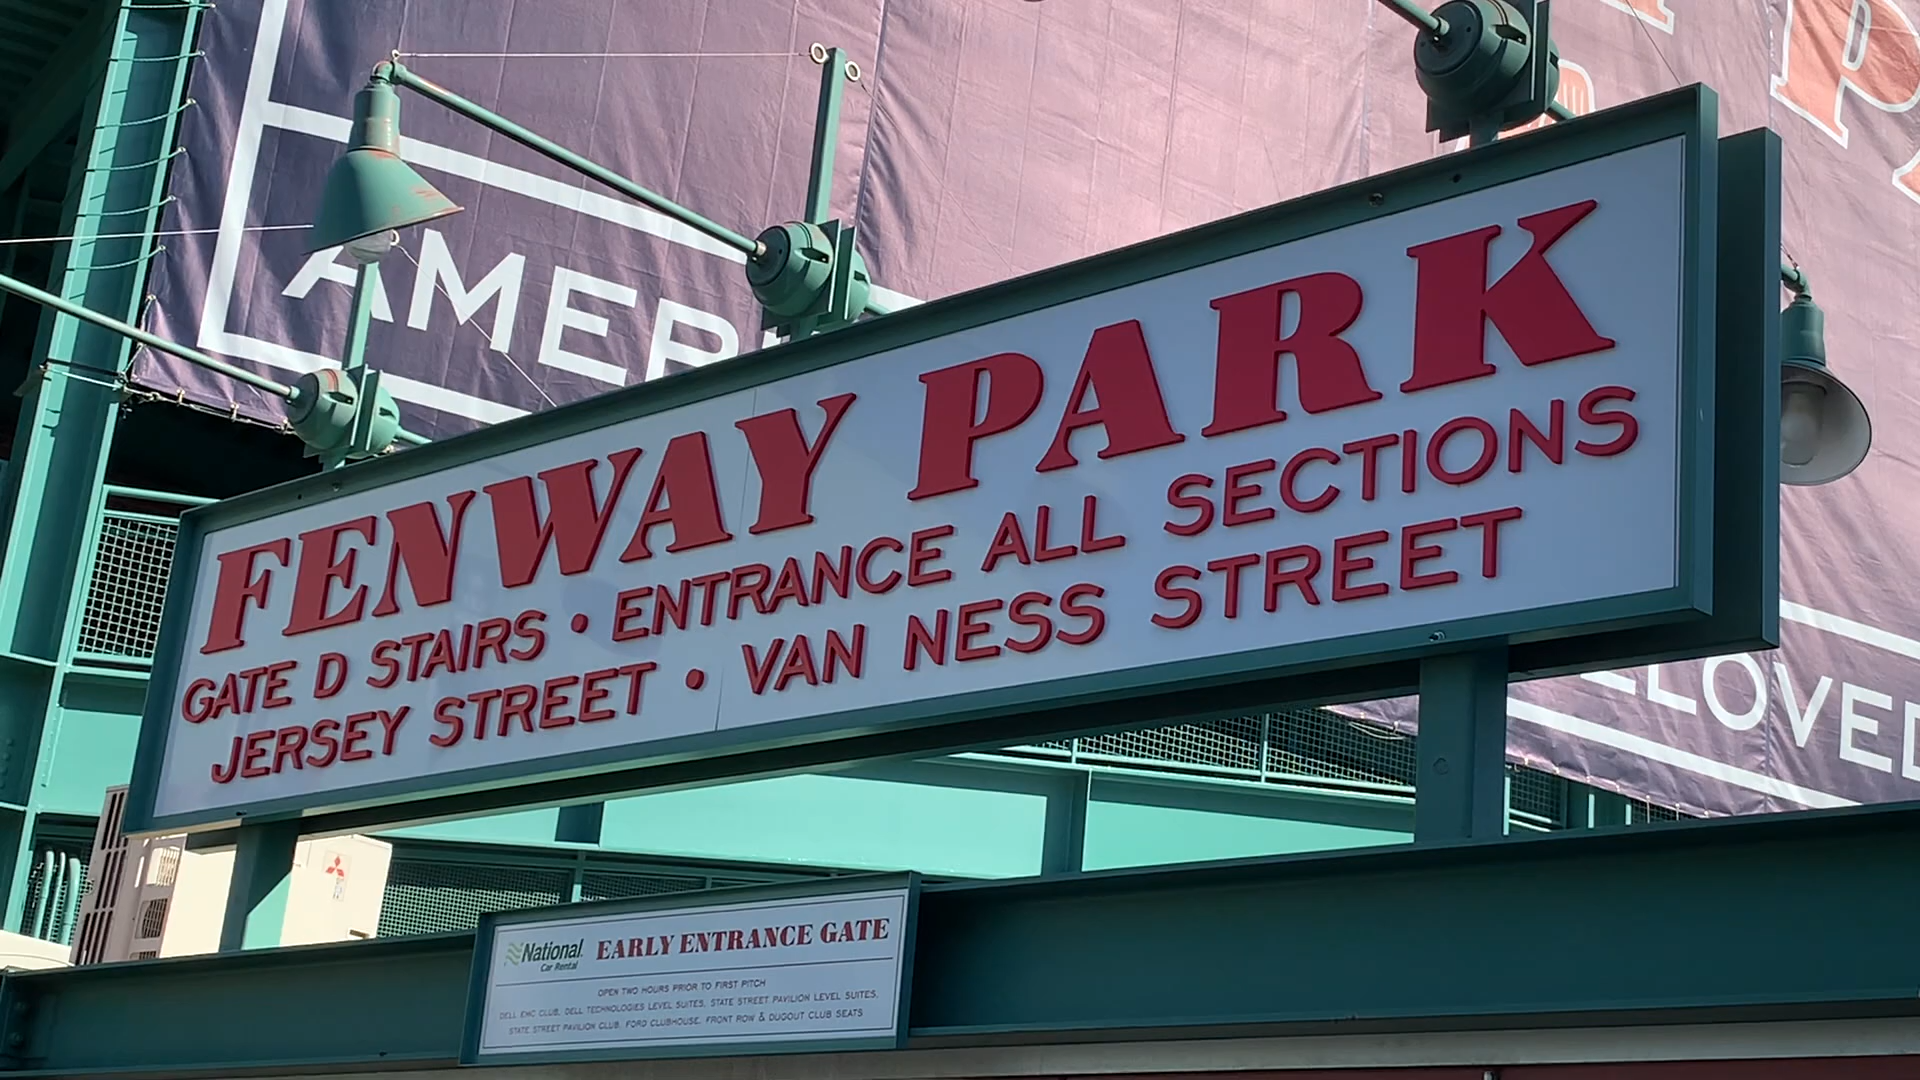 AMERI
FENWAY PARK
GATE D STAIRS • ENTRANCE ALL SECTIONS
JERSEY STREET • VAN NESS STREET
ELOVED
National
Car Rental
EARLY ENTRANCE GATE
OPEN TWO HOURS PRIOR TO FIRST PITCH
DELL EMC CLUB, DELL TECHNOLOGIES LEVEL SUITES, STATE STREET PAVILION LEVEL SUITES,
STATE STREET PAVILION CLUB, FORD CLUBHOUSE, FRONT ROW & DUGOUT CLUB SEATS